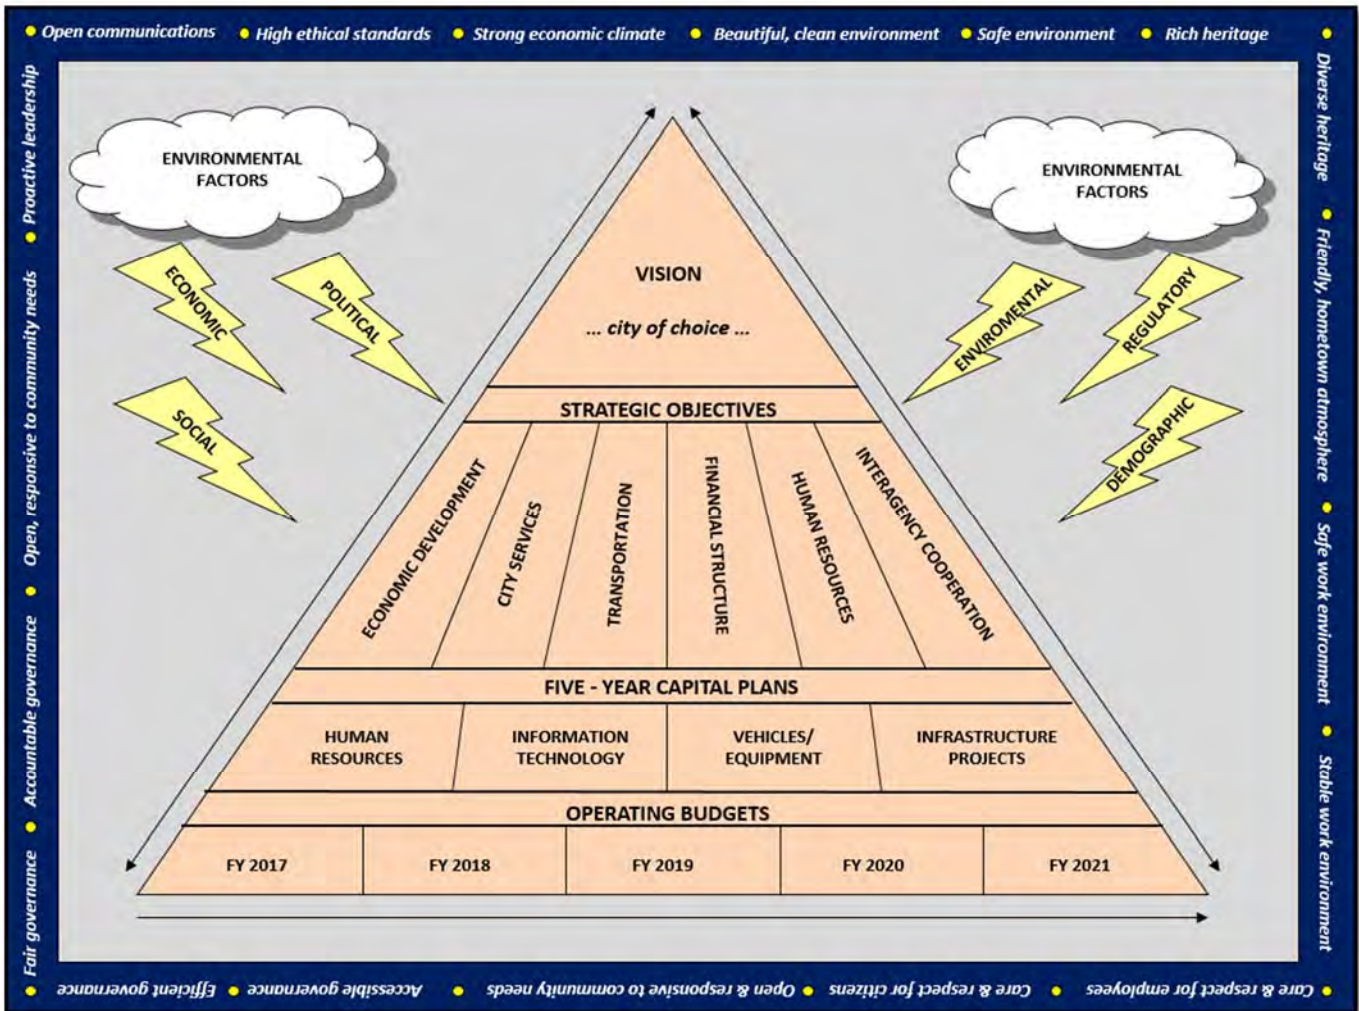 Open communications
High ethical standards
Strong economic climate
Beautiful, clean environment
Safe environment
Rich heritage
Diverse heritage
Friendly, hometown atmosphere
Safe work environment
Stable work environment
Care & respect for employees
Care & respect for citizens
Open & responsive to community needs
Accessible governance
Efficient governance
Fair governance
Accountable governance
Open, responsive to community needs
Proactive leadership
ENVIRONMENTAL
FACTORS
ECONOMIC
POLITICAL
SOCIAL
ENVIRONMENTAL
FACTORS
ENVIROMENTAL
REGULATORY
DEMOGRAPHIC
VISION
... city of choice ...
STRATEGIC OBJECTIVES
ECONOMIC DEVELOPMENT
CITY SERVICES
TRANSPORTATION
FINANCIAL STRUCTURE
HUMAN RESOURCES
INTERAGENCY COOPERATION
FIVE - YEAR CAPITAL PLANS
HUMAN
RESOURCES
INFORMATION
TECHNOLOGY
VEHICLES/
EQUIPMENT
INFRASTRUCTURE
PROJECTS
OPERATING BUDGETS
FY 2017
FY 2018
FY 2019
FY 2020
FY 2021